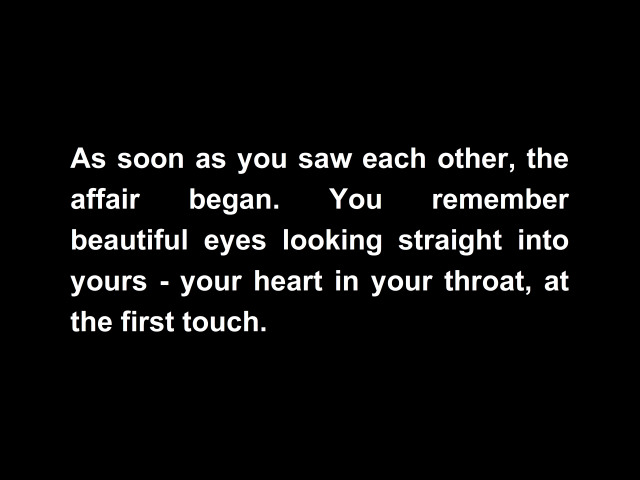 As soon as you saw each other, the
affair began. You remember
beautiful eyes looking straight into
yours - your heart in your throat, at
the first touch.